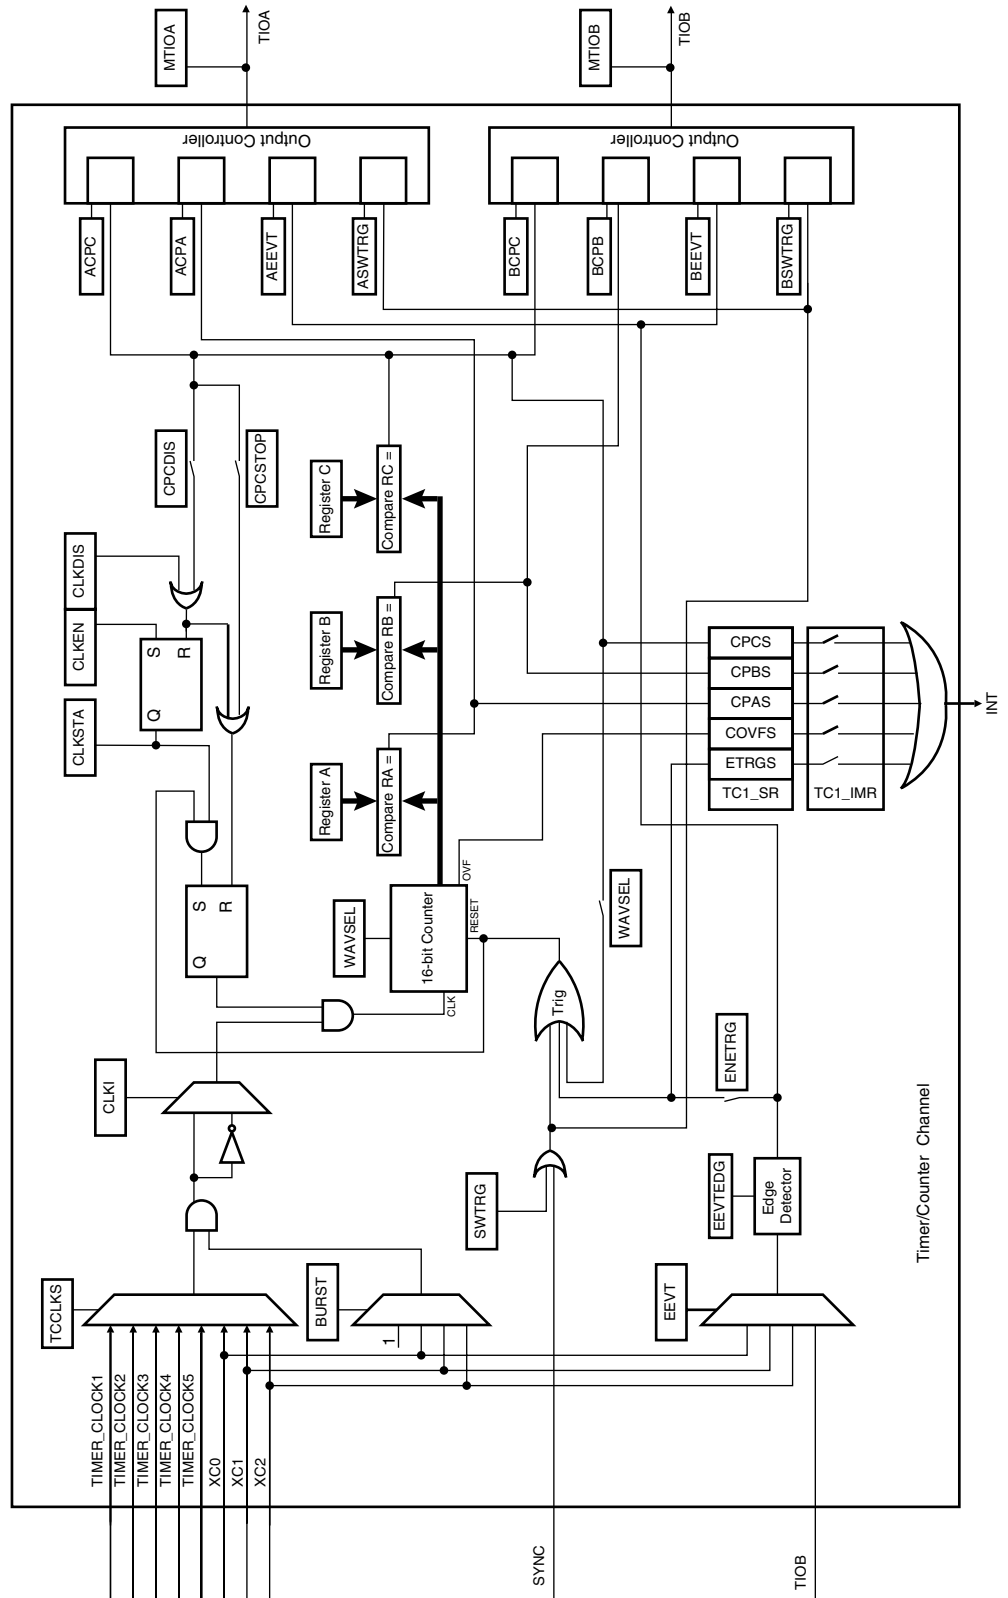 MTIOA
TIOA
MTIOB
TIOB
Output Controller
Output Controller
ACPC
ACPA
AEEVT
ASWTRG
BCPC
BCPB
BEEVT
BSWTRG
CPCDIS
CPCSTOP
CLKDIS
CLKEN
CLKSTA
S
R
Q
S
R
Q
Register C
Compare RC =
Register B
Compare RB =
Register A
Compare RA =
CPCS
CPBS
CPAS
COVFS
ETRGS
TC1_SR
TC1_IMR
INT
WAVSEL
16-bit Counter
OVF
RESET
CLK
WAVSEL
Trig
CLKI
ENETRG
SWTRG
EEVTEDG
Edge
Detector
Timer/Counter Channel
TCCLKS
BURST
1
EEVT
TIMER_CLOCK1
TIMER_CLOCK2
TIMER_CLOCK3
TIMER_CLOCK4
TIMER_CLOCK5
XC0
XC1
XC2
SYNC
TIOB